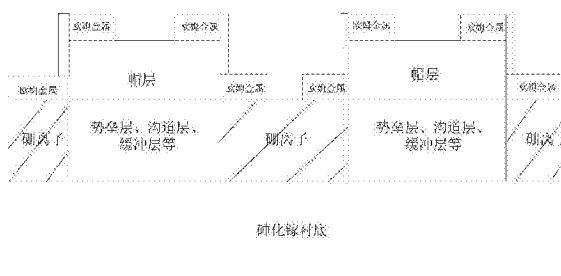 欧姆金属 欧姆金属 欧姆金属 欧姆金属
帽层 帽层
欧姆金属 欧姆金属 欧姆金属 欧姆金属
硼离子 势垒层、沟道层、 硼离子 势垒层、沟道层、 硼离子
缓冲层等 缓冲层等
砷化镓衬底